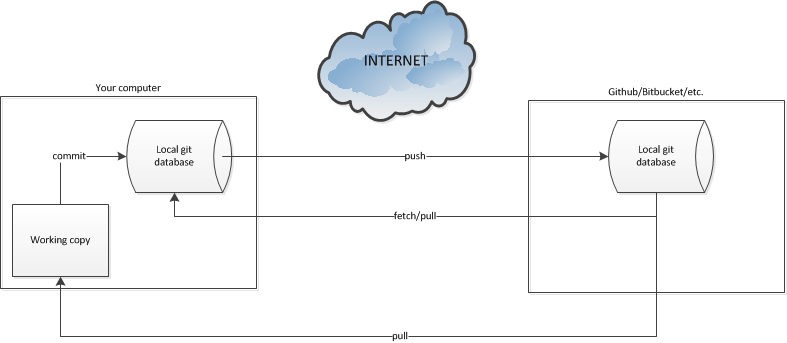 INTERNET
Your computer
Github/Bitbucket/etc.
Local git
database
commit
push
Local git
database
fetch/pull
Working copy
pull